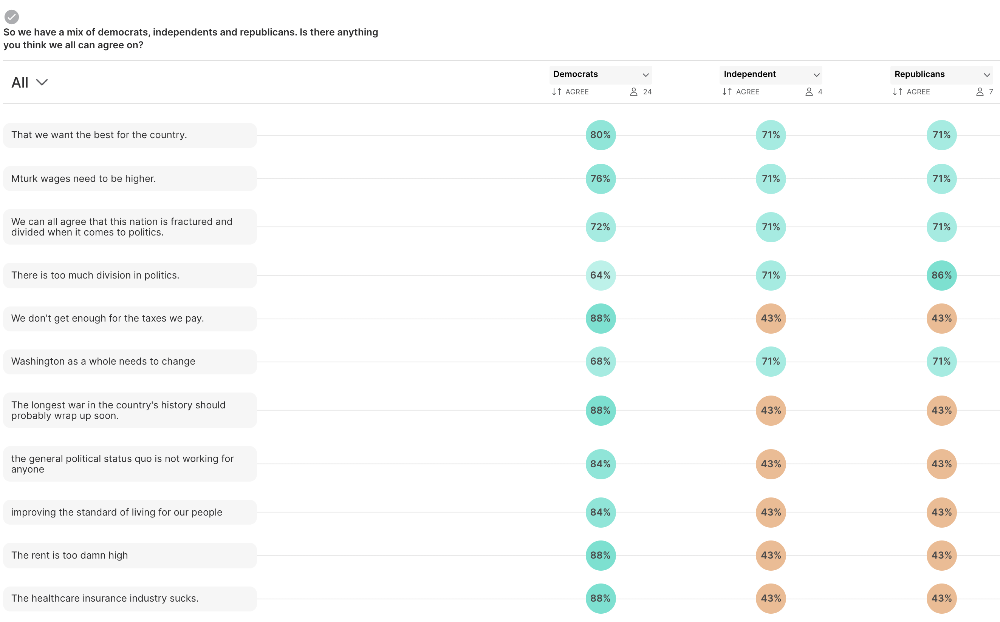 So we have a mix of democrats, independents and republicans. Is there anything
you think we all can agree on?
All
Democrats
Independent
Republicans
AGREE 24
AGREE 4
AGREE 7
That we want the best for the country. 80% 71% 71%
Mturk wages need to be higher. 76% 71% 71%
We can all agree that this nation is fractured and
divided when it comes to politics. 72% 71% 71%
There is too much division in politics. 64% 71% 86%
We don't get enough for the taxes we pay. 88% 43% 43%
Washington as a whole needs to change 68% 71% 71%
The longest war in the country's history should
probably wrap up soon. 88% 43% 43%
the general political status quo is not working for
anyone 84% 43% 43%
improving the standard of living for our people 84% 43% 43%
The rent is too damn high 88% 43% 43%
The healthcare insurance industry sucks. 88% 43% 43%